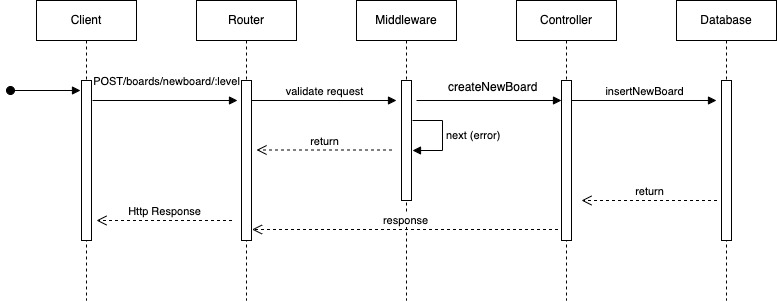 Client
Router
Middleware
Controller
Database
POST/boards/newboard/:level
validate request
createNewBoard
insertNewBoard
next (error)
return
return
Http Response
response